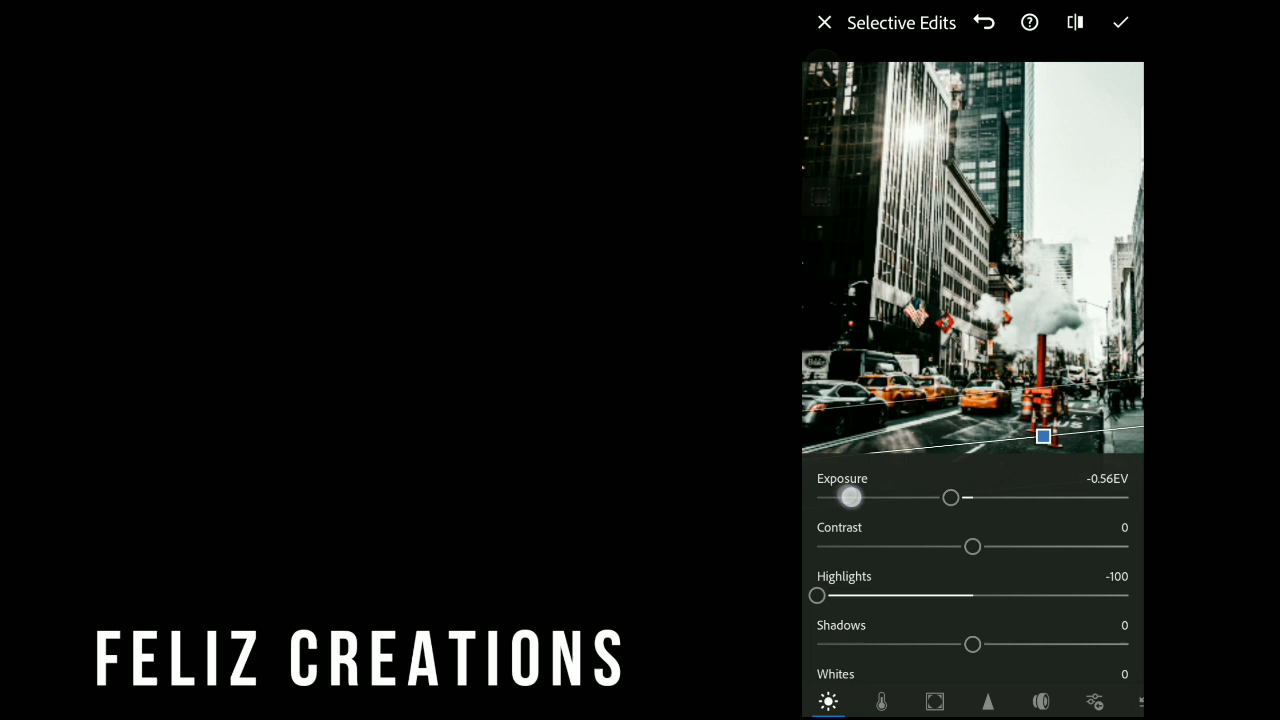 Selective Edits
Exposure -0.56EV
Contrast 0
Highlights -100
Shadows 0
Whites 0
FELIZ CREATIONS